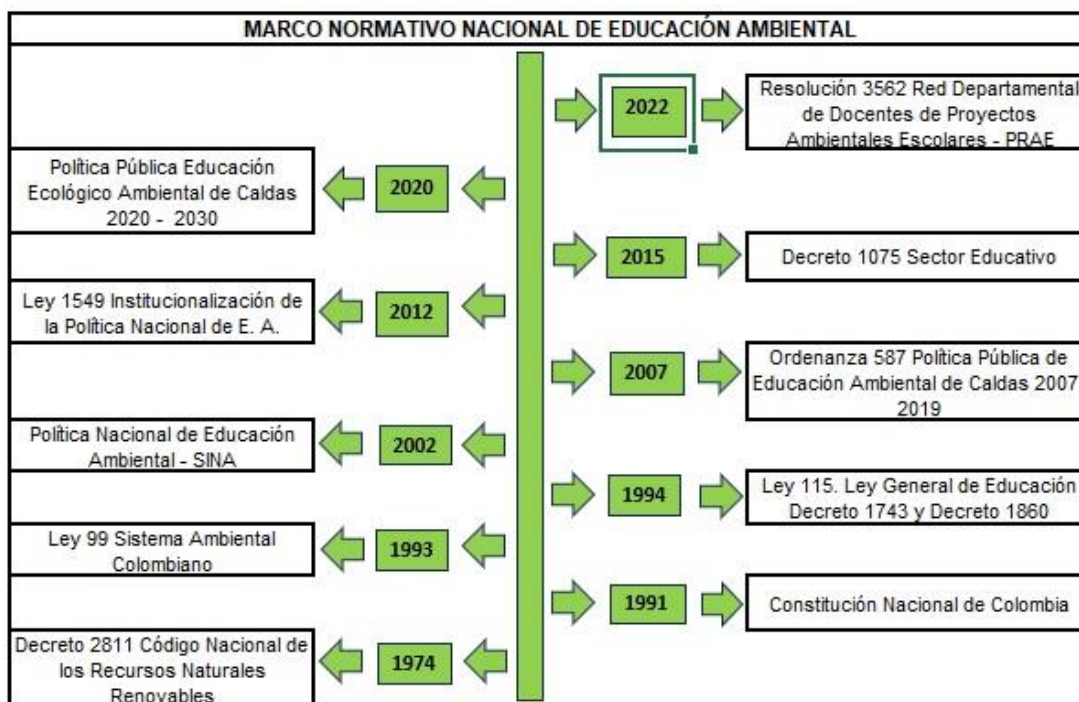 MARCO NORMATIVO NACIONAL DE EDUCACIÓN AMBIENTAL
2022
Resolución 3562 Red Departamental
de Docentes de Proyectos
Ambientales Escolares - PRAE
Política Pública Educación
Ecológico Ambiental de Caldas
2020 - 2030
2020
2015
Decreto 1075 Sector Educativo
Ley 1549 Institucionalización de
la Política Nacional de E. A.
2012
2007
Ordenanza 587 Política Pública de
Educación Ambiental de Caldas 2007
2019
Política Nacional de Educación
Ambiental - SINA
2002
1994
Ley 115. Ley General de Educación
Decreto 1743 y Decreto 1860
Ley 99 Sistema Ambiental
Colombiano
1993
1991
Constitución Nacional de Colombia
Decreto 2811 Código Nacional de
los Recursos Naturales
Renovables
1974